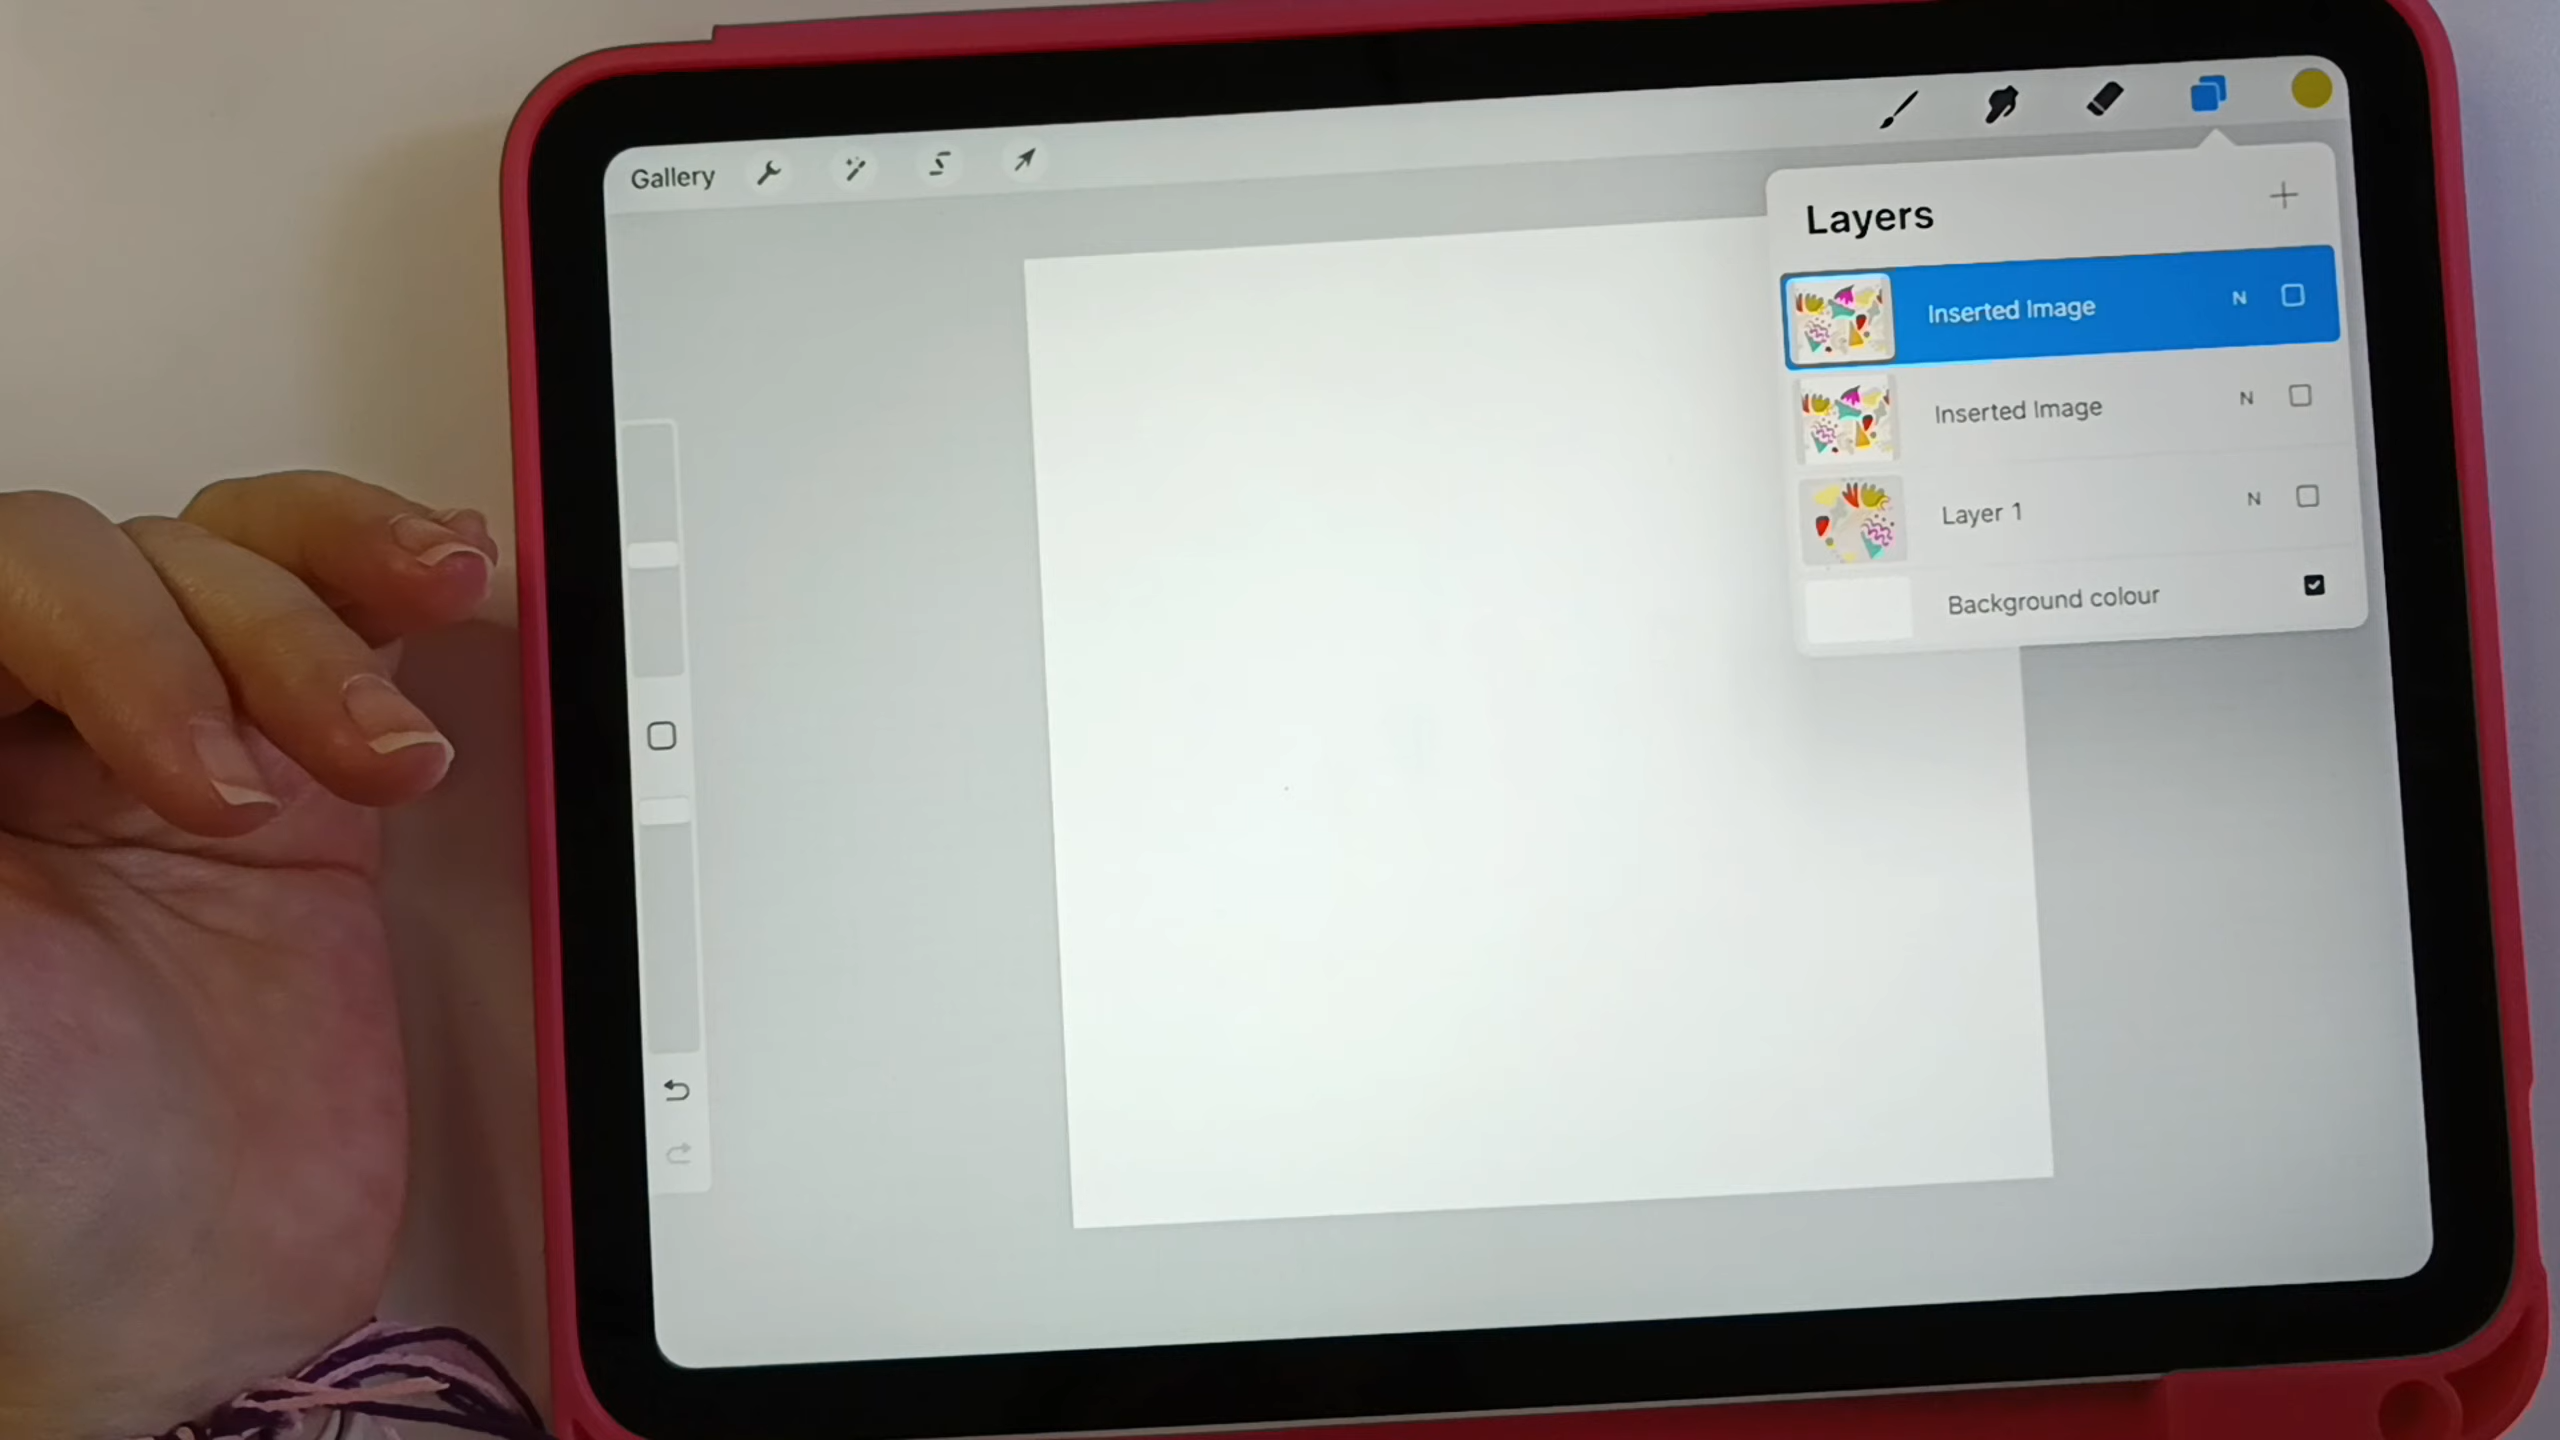 Gallery
Layers
Inserted Image N
Inserted Image N
Layer 1 N
Background colour